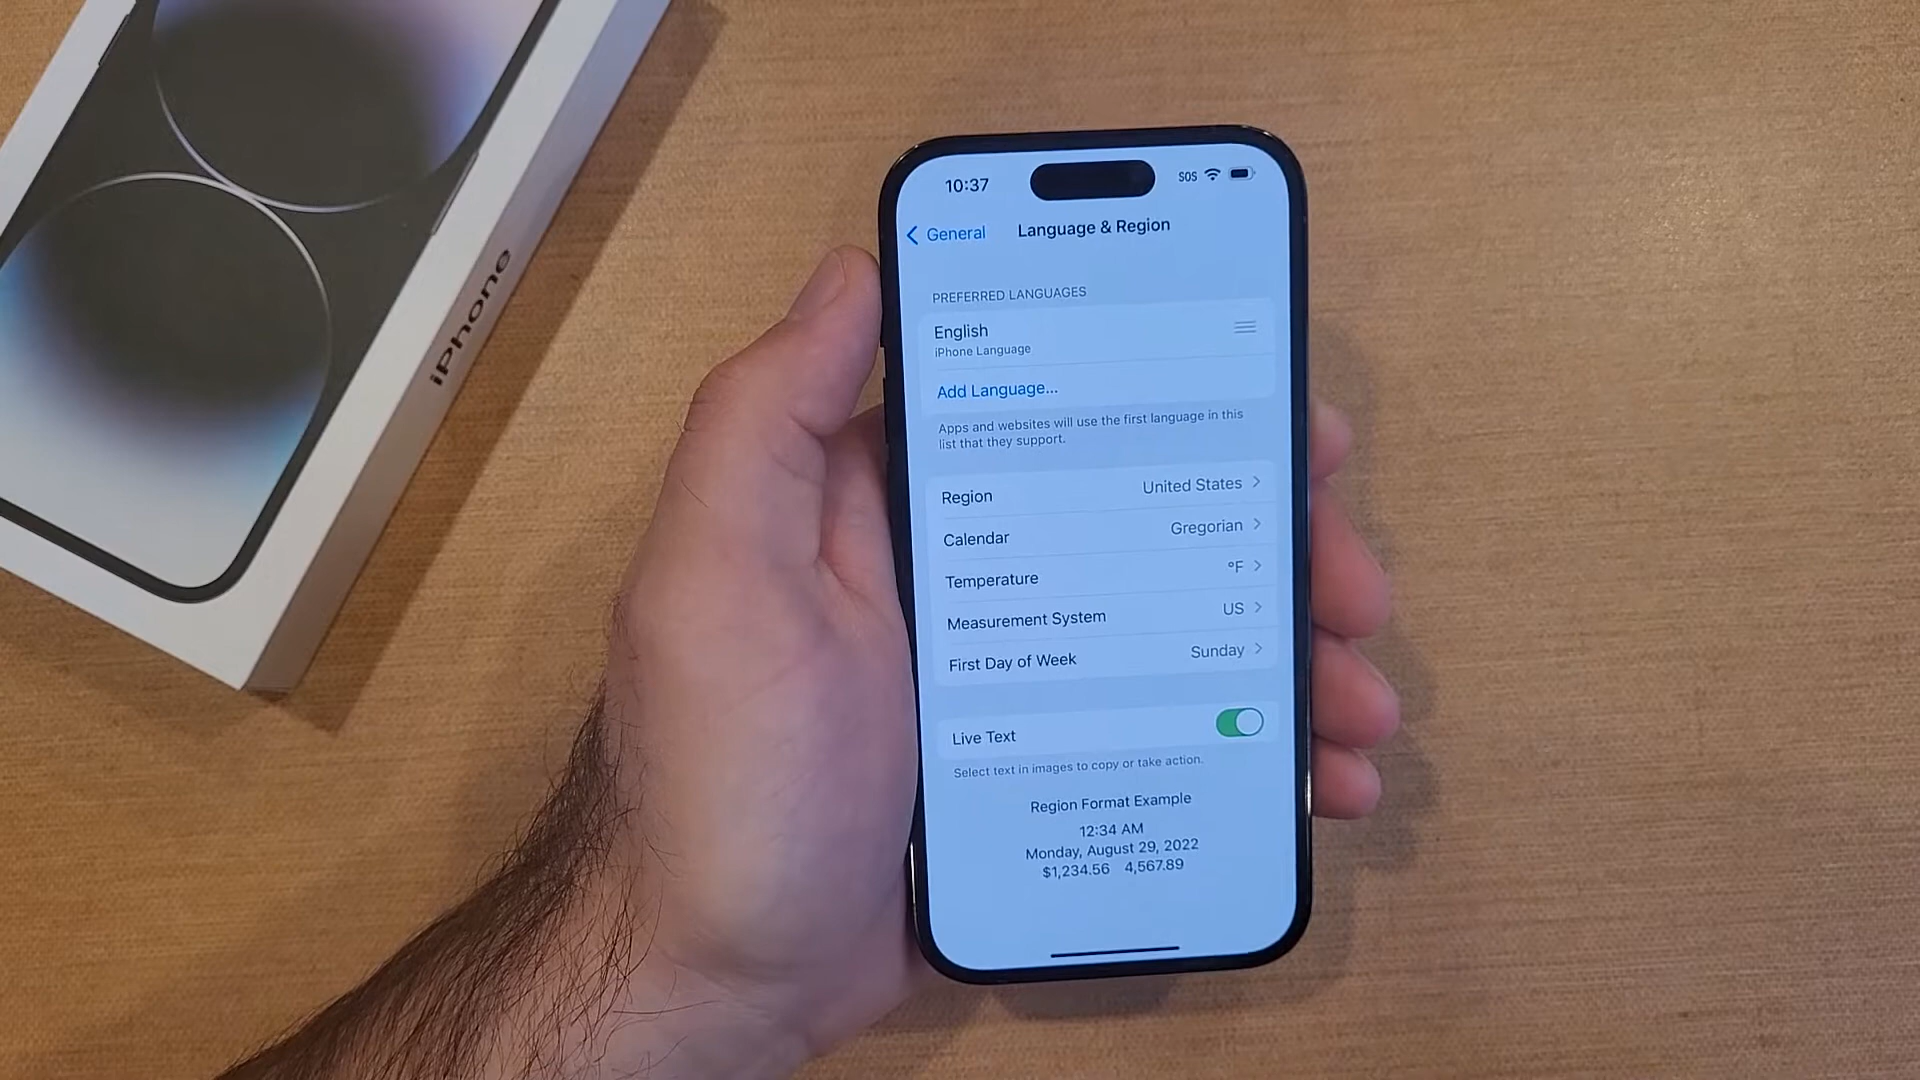 iPhone
10:37
SOS
General
Language & Region
PREFERRED LANGUAGES
English
iPhone Language
Add Language...
Apps and websites will use the first language in this
list that they support.
Region United States
Calendar Gregorian
Temperature °F
Measurement System US
First Day of Week Sunday
Live Text
Select text in images to copy or take action.
Region Format Example
12:34 AM
Monday, August 29, 2022
$1,234.56 4,567.89